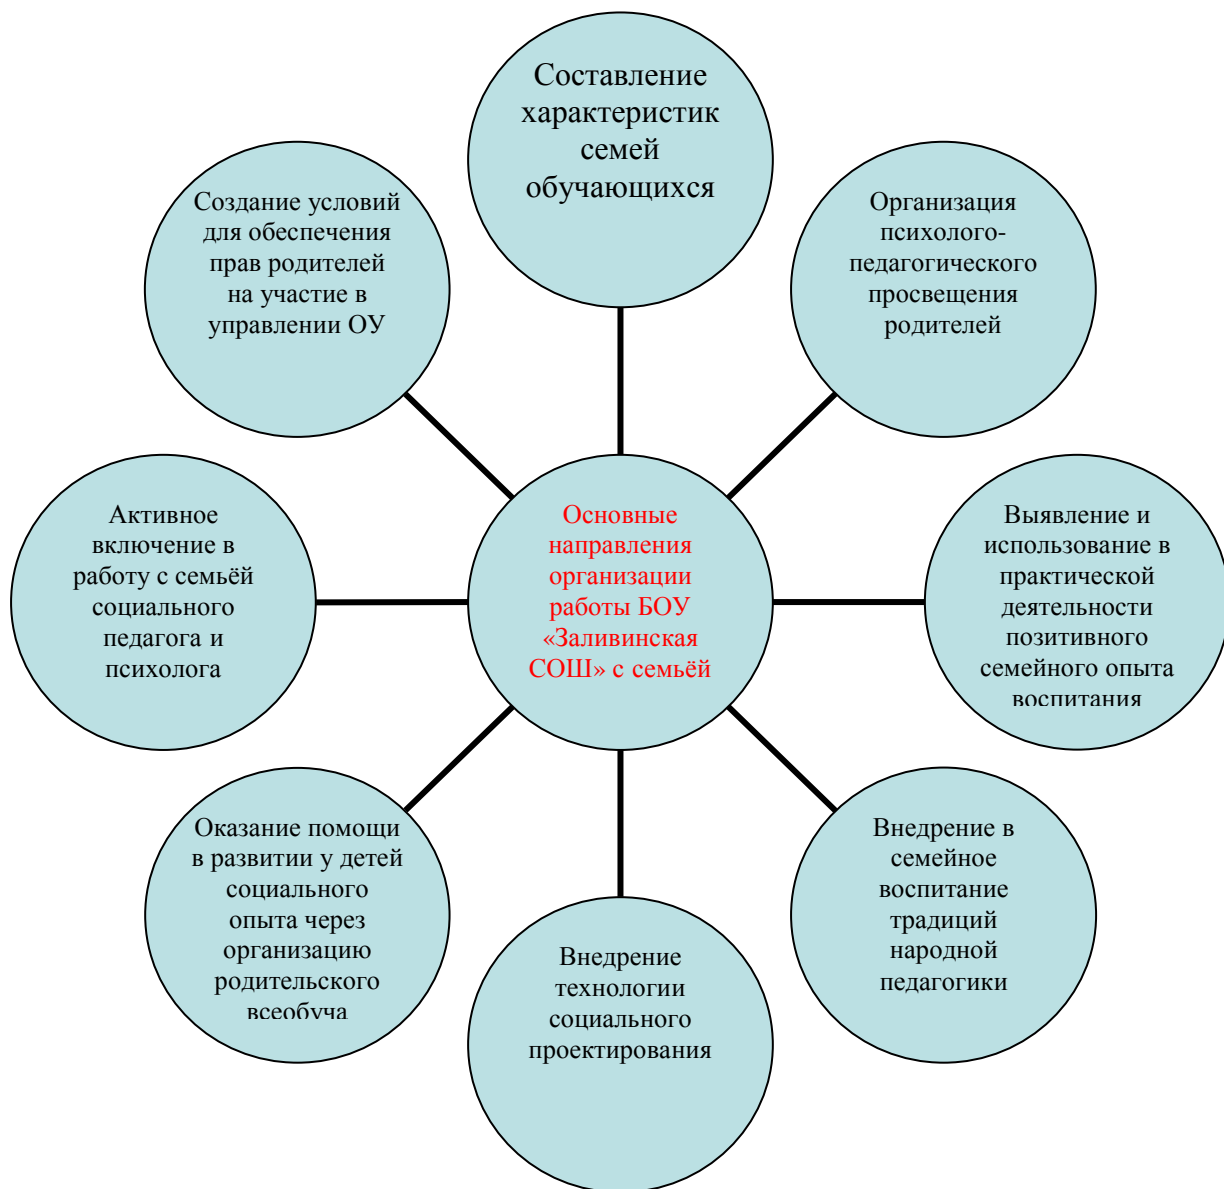 Составление
характеристик
семей
обучающихся
Создание условий
для обеспечения
прав родителей
на участие в
управлении ОУ
Организация
психолого-
педагогического
просвещения
родителей
Активное
включение в
работу с семьёй
социального
педагога и
психолога
Основные
направления
организации
работы БОУ
«Заливинская
СОШ» с семьёй
Выявление и
использование в
практической
деятельности
позитивного
семейного опыта
воспитания
Оказание помощи
в развитии у детей
социального
опыта через
организацию
родительского
всеобуча
Внедрение
технологии
социального
проектирования
Внедрение в
семейное
воспитание
традиций
народной
педагогики